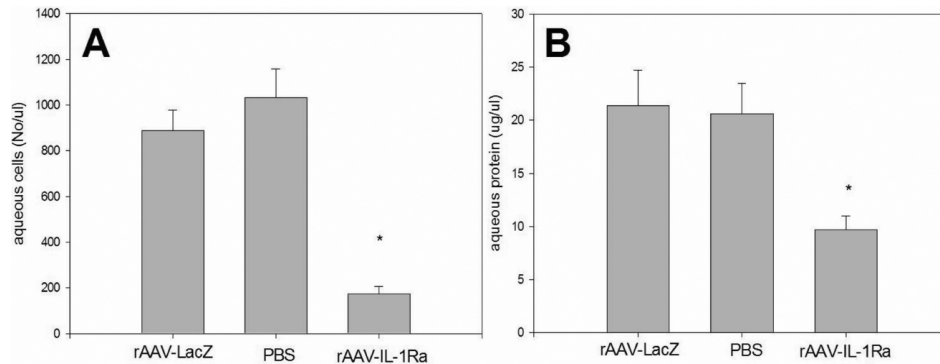 A
aqueous cells (No/ul)
1400
1200
1000
800
600
400
200
0
*
rAAV-LacZ PBS rAAV-IL-1Ra
B
aqueous protein (ug/ul)
30
25
20
15
10
5
0
*
rAAV-LacZ PBS rAAV-IL-1Ra